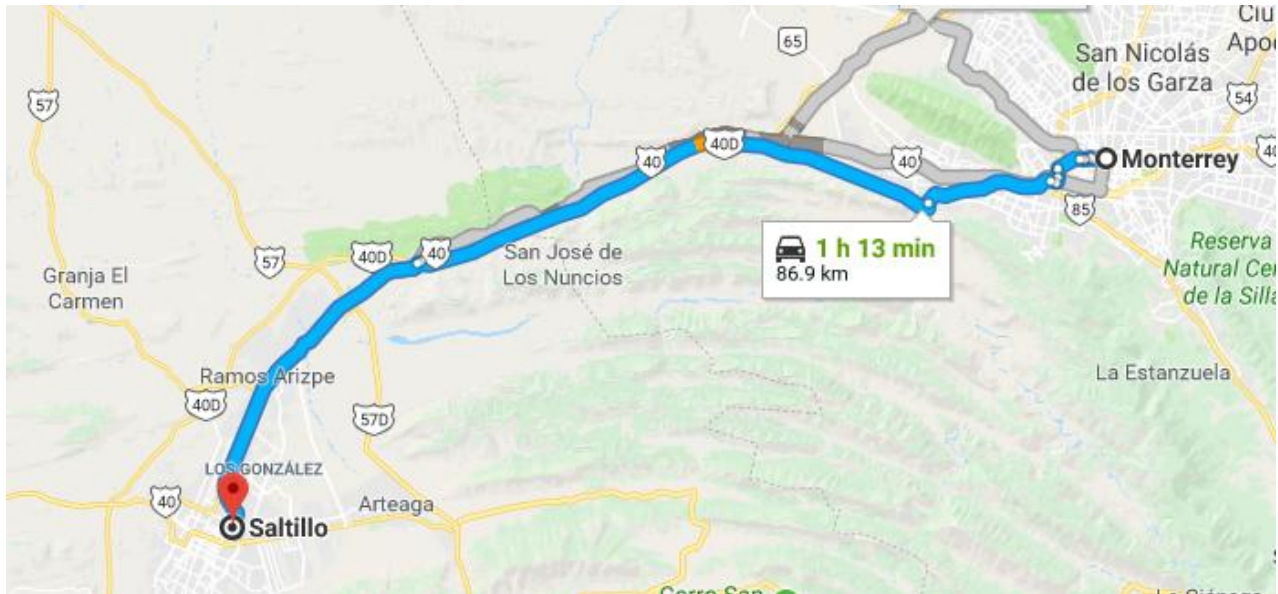 Ciu
Apo
San Nicolás
de los Garza
65
57
54
40D
40
40
40
Monterrey
85
1 h 13 min
86.9 km
Reserva
Natural Cer
de la Silla
40D
40
57
San José de
Los Nuncios
Granja El
Carmen
Ramos Arizpe
La Estanzuela
40D
57D
LOS GONZÁLEZ
40
Arteaga
Saltillo